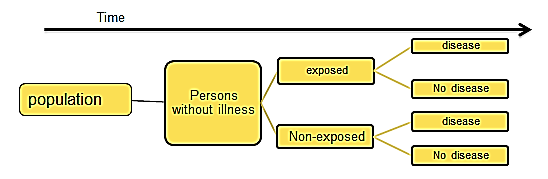 Time
population
Persons
without illness
exposed
Non-exposed
disease
No disease
disease
No disease